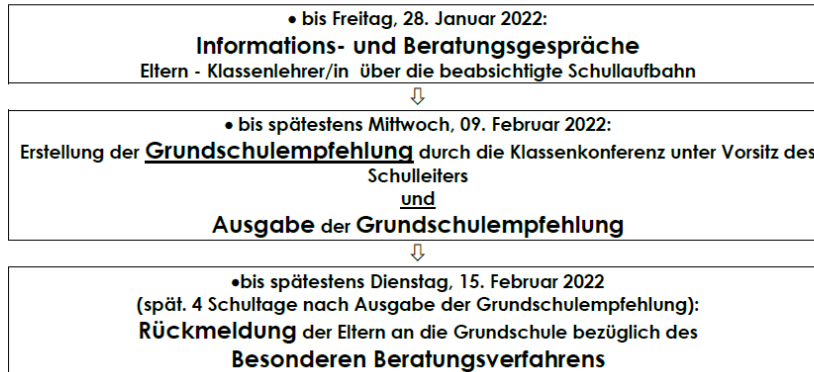 • bis Freitag, 28. Januar 2022:
Informations- und Beratungsgespräche
Eltern - Klassenlehrer/in über die beabsichtigte Schullaufbahn
⇩
• bis spätestens Mittwoch, 09. Februar 2022:
Erstellung der Grundschulempfehlung durch die Klassenkonferenz unter Vorsitz des
Schulleiters
und
Ausgabe der Grundschulempfehlung
⇩
•bis spätestens Dienstag, 15. Februar 2022
(spät. 4 Schultage nach Ausgabe der Grundschulempfehlung):
Rückmeldung der Eltern an die Grundschule bezüglich des
Besonderen Beratungsverfahrens